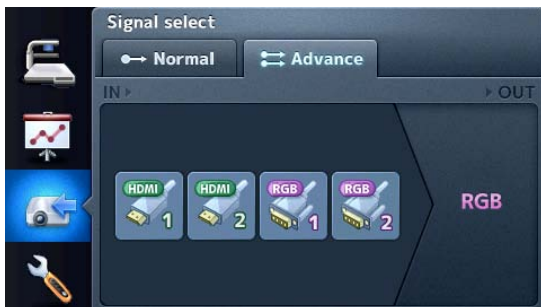 Signal select
Normal
Advance
IN
OUT
HDMI 1
HDMI 2
RGB 1
RGB 2
RGB